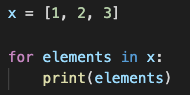 x = [1, 2, 3]
for elements in x:
    print(elements)